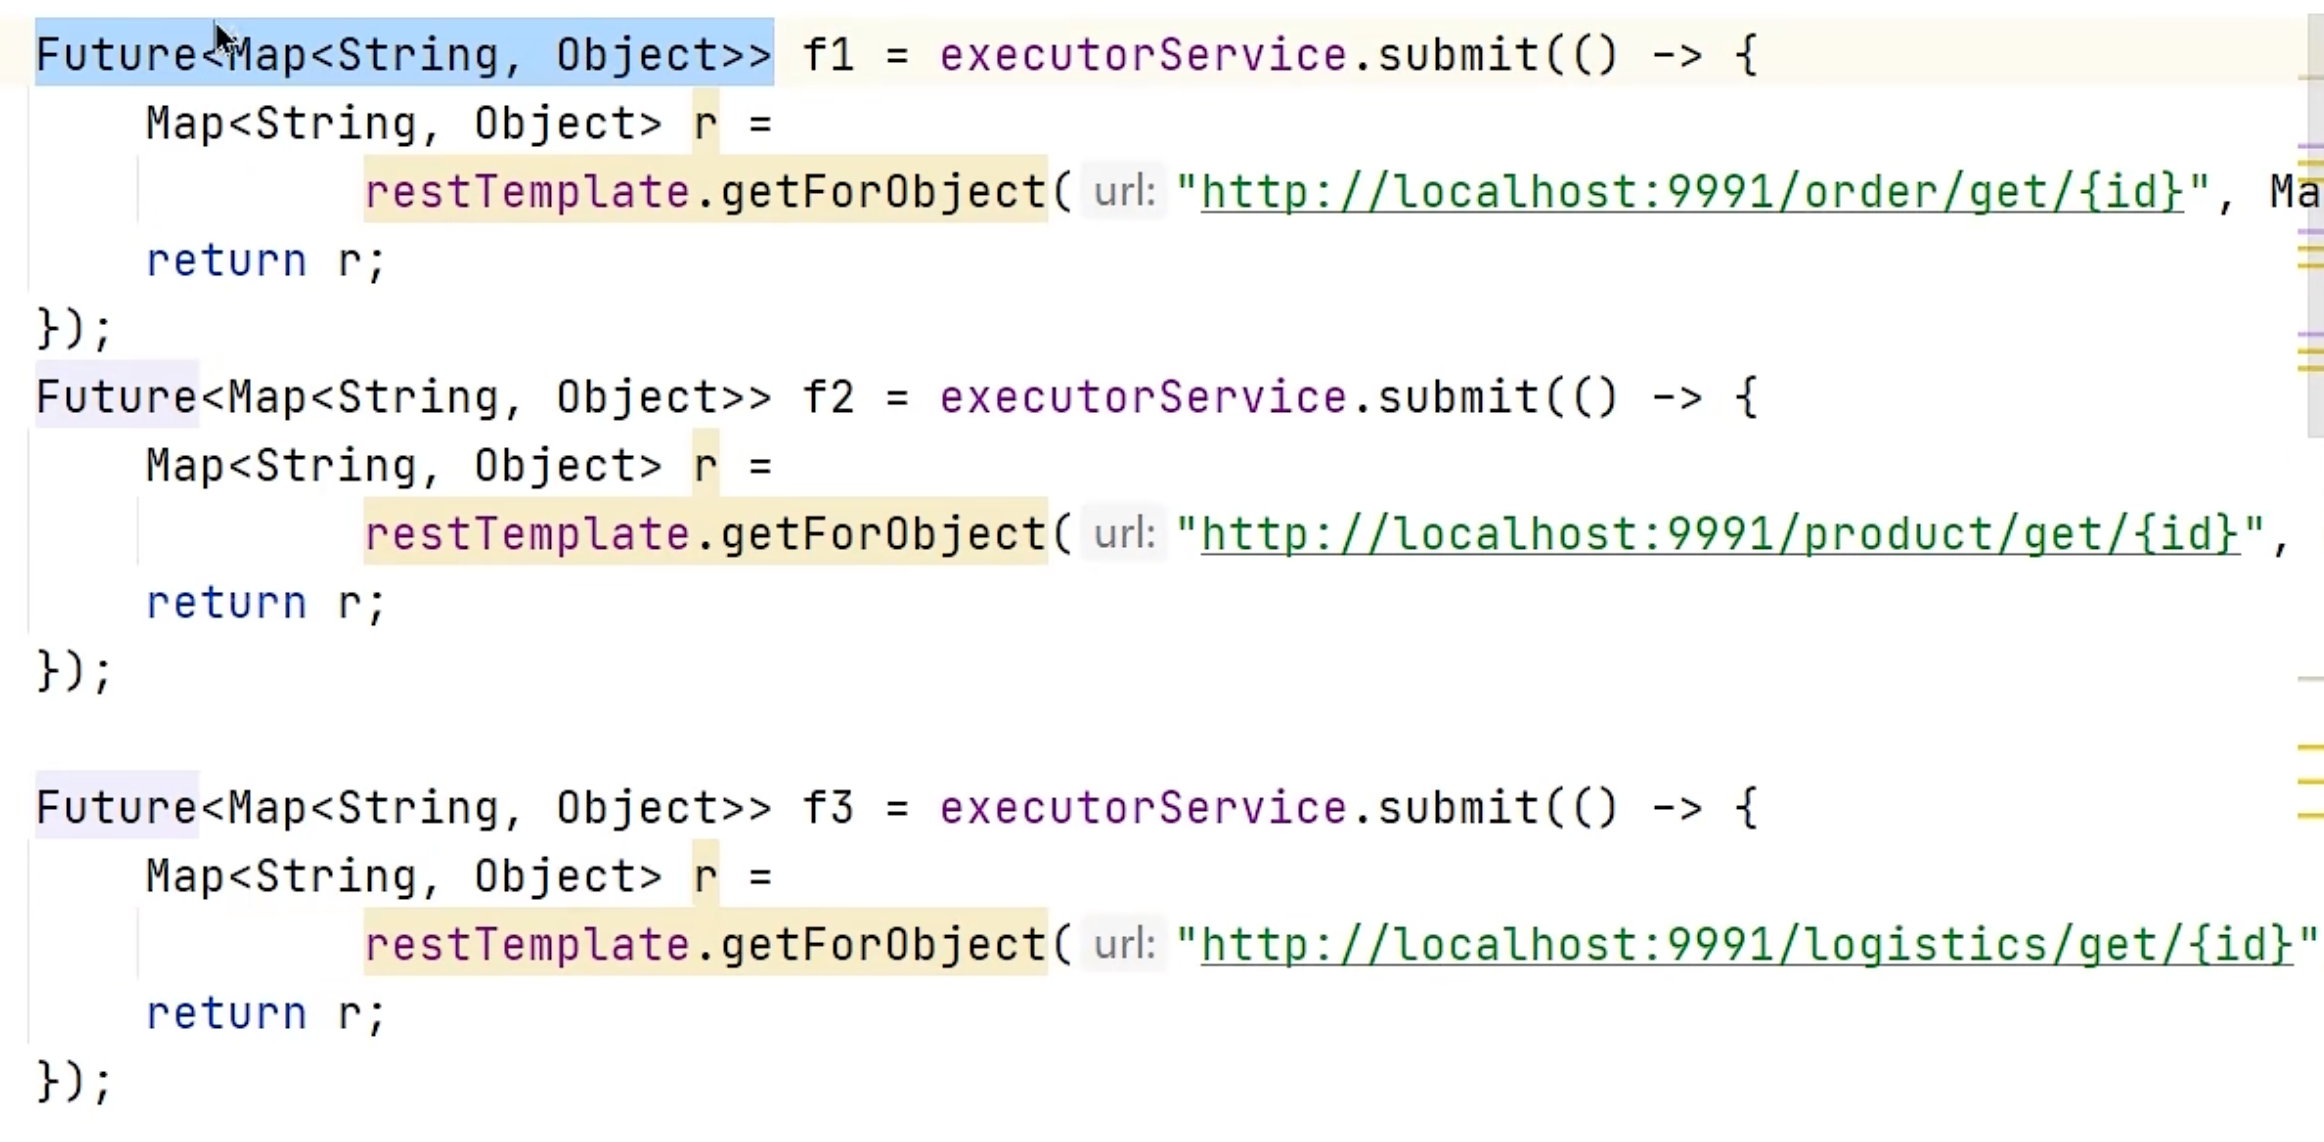 Future<Map<String, Object>> f1 = executorService.submit(() -> {
    Map<String, Object> r =
            restTemplate.getForObject( url: "http://localhost:9991/order/get/{id}", Ma
    return r;
});
Future<Map<String, Object>> f2 = executorService.submit(() -> {
    Map<String, Object> r =
            restTemplate.getForObject( url: "http://localhost:9991/product/get/{id}",
    return r;
});

Future<Map<String, Object>> f3 = executorService.submit(() -> {
    Map<String, Object> r =
            restTemplate.getForObject( url: "http://localhost:9991/logistics/get/{id}"
    return r;
});